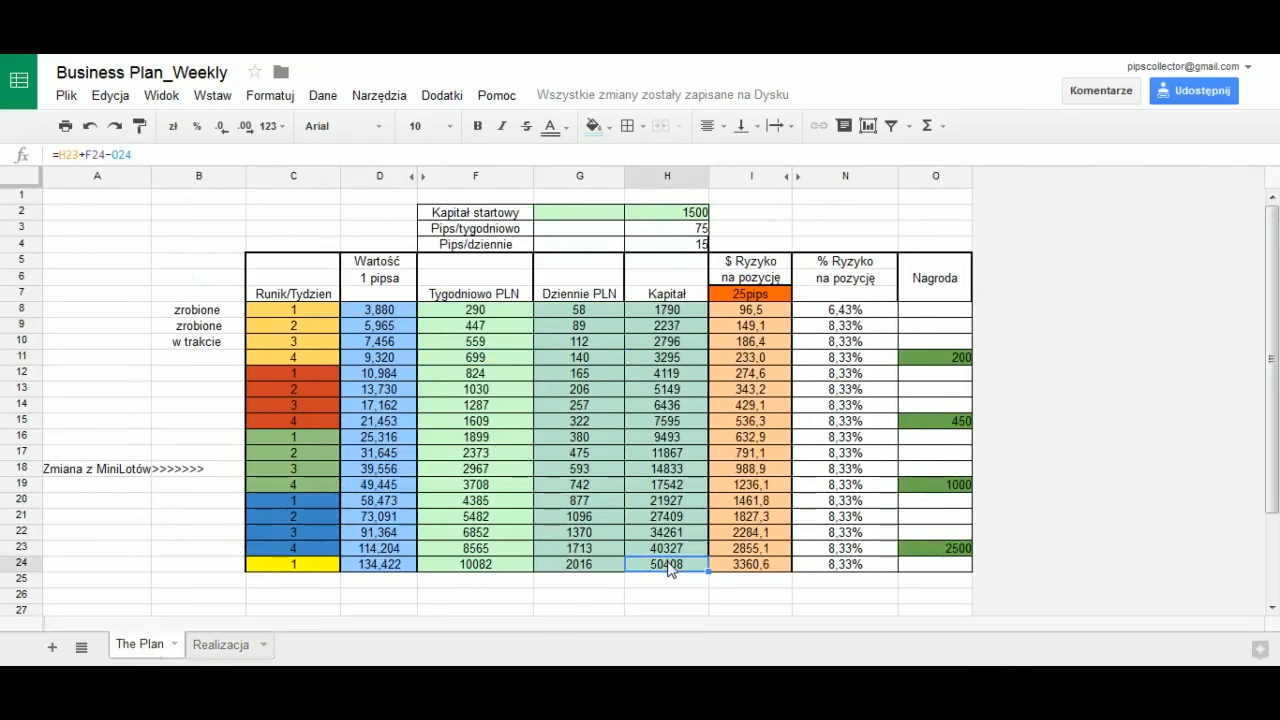 Business Plan_Weekly
pipscollector@gmail.com
Plik Edycja Widok Wstaw Formatuj Dane Narzędzia Dodatki Pomoc Wszystkie zmiany zostały zapisane na Dysku
Komentarze Udostępnij
zł % .0 .00 123 Arial 10 B I S A Σ
fx =H23+F24-O24
A B C D F G H I N O
1
2 Kapitał startowy 1500
3 Pips/tygodniowo 75
4 Pips/dziennie 15
5 Wartość $ Ryzyko % Ryzyko
6 1 pipsa na pozycję na pozycję Nagroda
7 Runik/Tydzien Tygodniowo PLN Dziennie PLN Kapitał 25pips
8 zrobione 1 3,880 290 58 1790 96,5 6,43%
9 zrobione 2 5,965 447 89 2237 149,1 8,33%
10 w trakcie 3 7,456 559 112 2796 186,4 8,33%
11 4 9,320 699 140 3295 233,0 8,33% 200
12 1 10,984 824 165 4119 274,6 8,33%
13 2 13,730 1030 206 5149 343,2 8,33%
14 3 17,162 1287 257 6436 429,1 8,33%
15 4 21,453 1609 322 7595 536,3 8,33% 450
16 1 25,316 1899 380 9493 632,9 8,33%
17 2 31,645 2373 475 11867 791,1 8,33%
18 Zmiana z MiniLotów>>>>>>> 3 39,556 2967 593 14833 988,9 8,33%
19 4 49,445 3708 742 17542 1236,1 8,33% 1000
20 1 58,473 4385 877 21927 1461,8 8,33%
21 2 73,091 5482 1096 27409 1827,3 8,33%
22 3 91,364 6852 1370 34261 2284,1 8,33%
23 4 114,204 8565 1713 40327 2855,1 8,33% 2500
24 1 134,422 10082 2016 50408 3360,6 8,33%
25
26
27
The Plan Realizacja